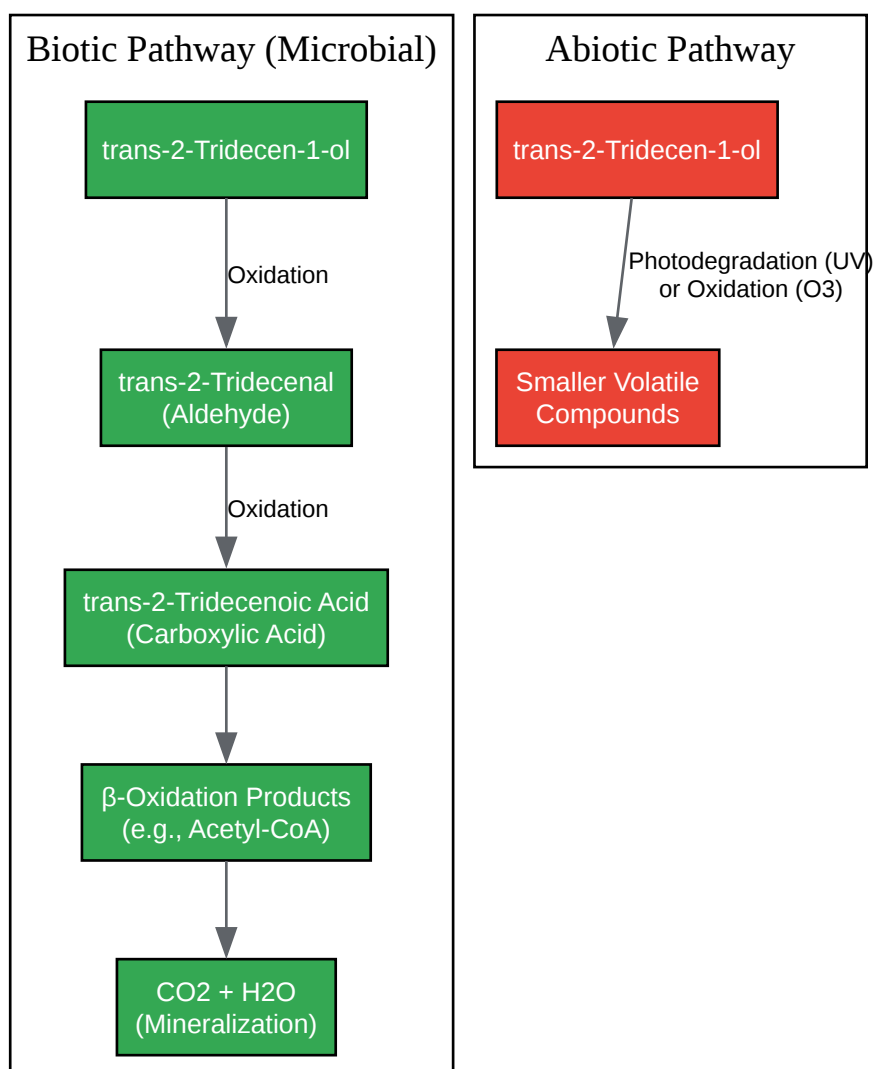 Biotic Pathway (Microbial)
trans-2-Tridecen-1-ol
Oxidation
trans-2-Tridecenal
(Aldehyde)
Oxidation
trans-2-Tridecenoic Acid
(Carboxylic Acid)
β-Oxidation Products
(e.g., Acetyl-CoA)
CO2 + H2O
(Mineralization)
Abiotic Pathway
trans-2-Tridecen-1-ol
Photodegradation (UV)
or Oxidation (O3)
Smaller Volatile
Compounds